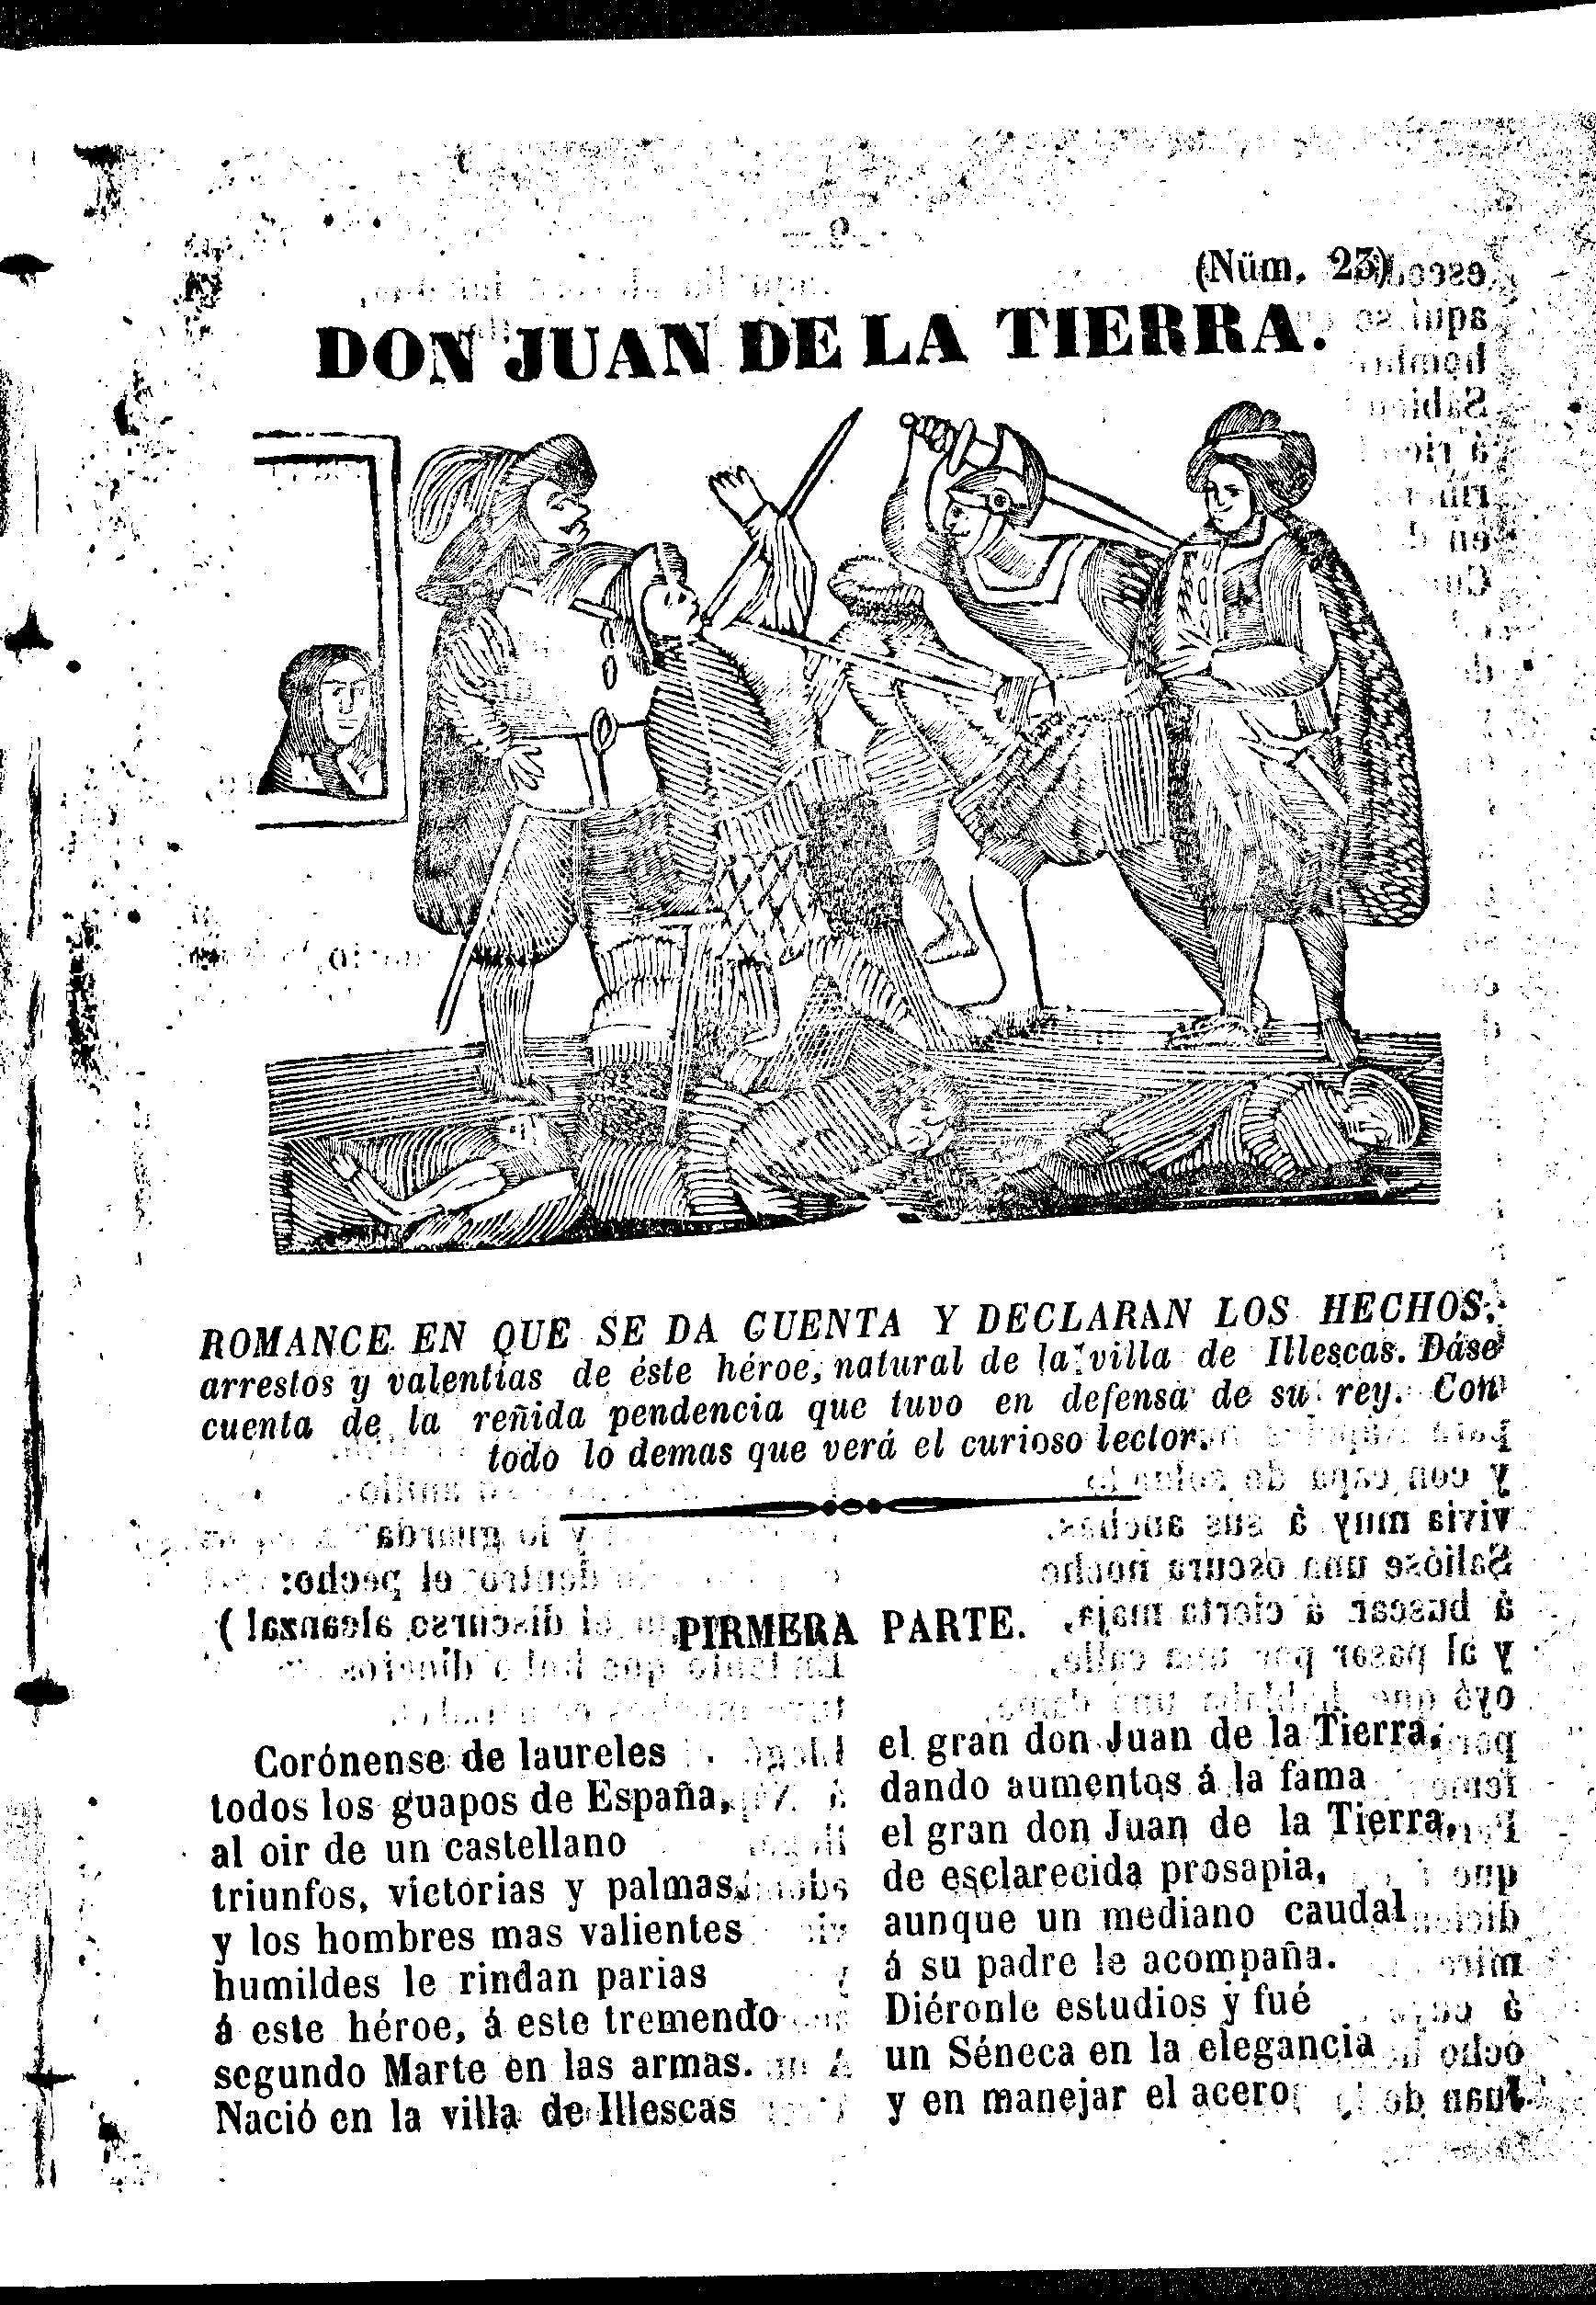 (Núm. 23)
DON JUAN DE LA TIERRA.
ROMANCE EN QUE SE DA CUENTA Y DECLARAN LOS HECHOS,
arrestos y valentías de éste héroe, natural de la villa de Illescas. Dáse
cuenta de la reñida pendencia que tuvo en defensa de su rey. Con
todo lo demas que verá el curioso lector.
PIRMERA PARTE.
Corónense de laureles
todos los guapos de España,
al oir de un castellano
triunfos, victorias y palmas,
y los hombres mas valientes
humildes le rindan parias
á este héroe, á este tremendo
segundo Marte en las armas.
Nació en la villa de Illescas
el gran don Juan de la Tierra,
dando aumentos á la fama
el gran don Juan de la Tierra,
de esclarecida prosapia,
aunque un mediano caudal
á su padre le acompaña.
Diéronle estudios y fué
un Séneca en la elegancia
y en manejar el acero